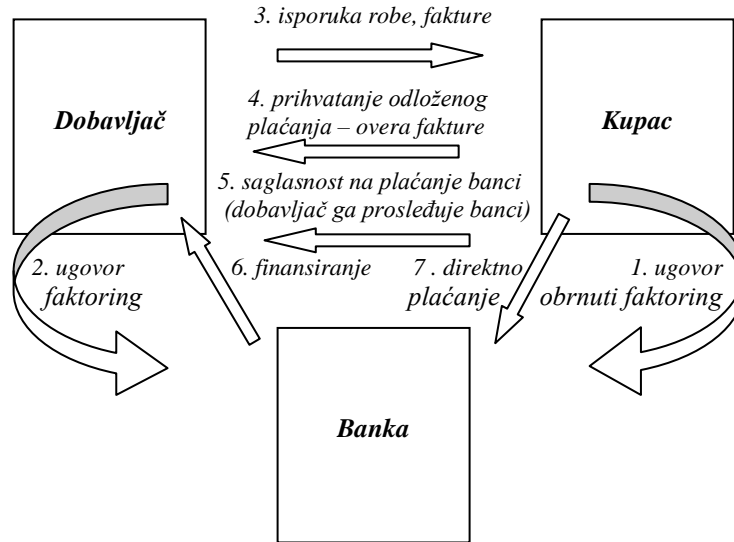 3. isporuka robe, fakture
4. prihvatanje odloženog
plaćanja – overa fakture
Dobavljač
Kupac
5. saglasnost na plaćanje banci
(dobavljač ga prosleđuje banci)
2. ugovor
faktoring
6. finansiranje
7 . direktno
plaćanje
1. ugovor
obrnuti faktoring
Banka